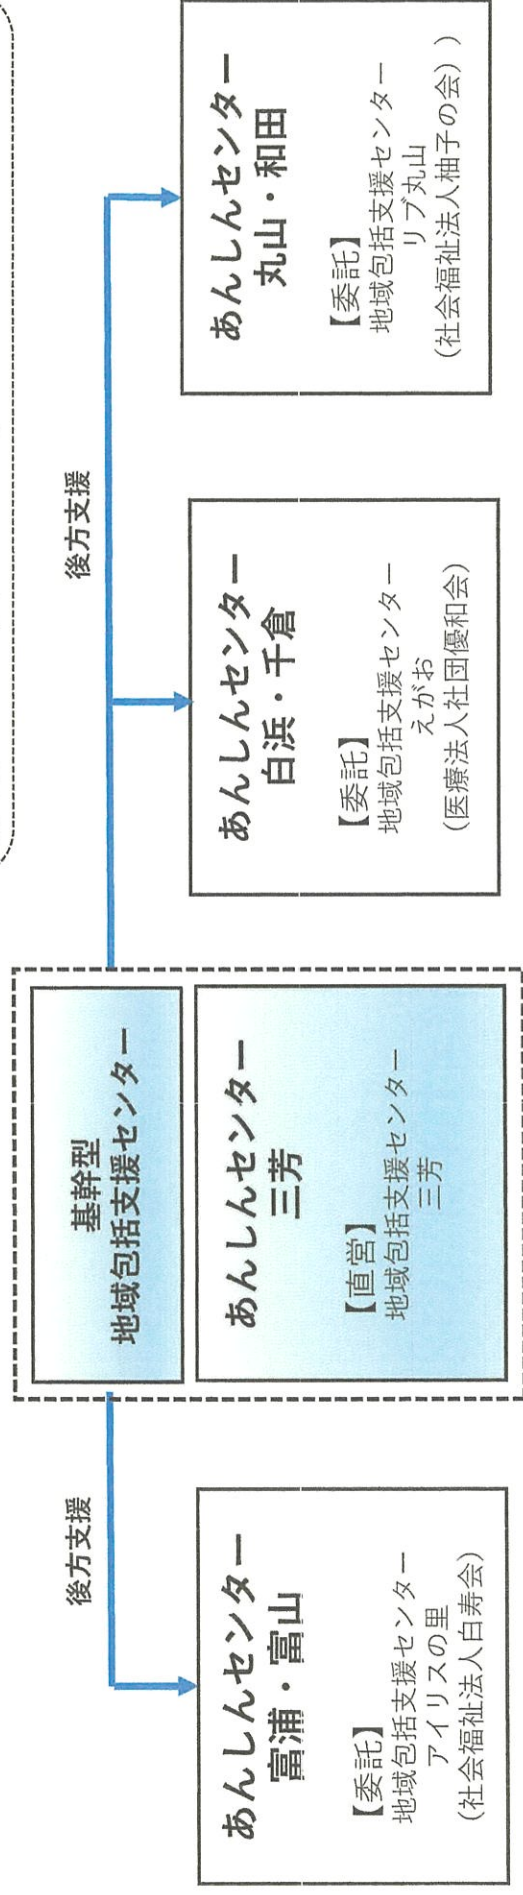 後方支援
後方支援
あんしんセンター
富浦・富山
【委託】
地域包括支援センター
アイリスの里
（社会福祉法人白寿会）
基幹型
地域包括支援センター
あんしんセンター
三芳
【直営】
地域包括支援センター
三芳
あんしんセンター
白浜・千倉
【委託】
地域包括支援センター
えがお
（医療法人社団優和会）
あんしんセンター
丸山・和田
【委託】
地域包括支援センター
リブ丸山
（社会福祉法人柚子の会））